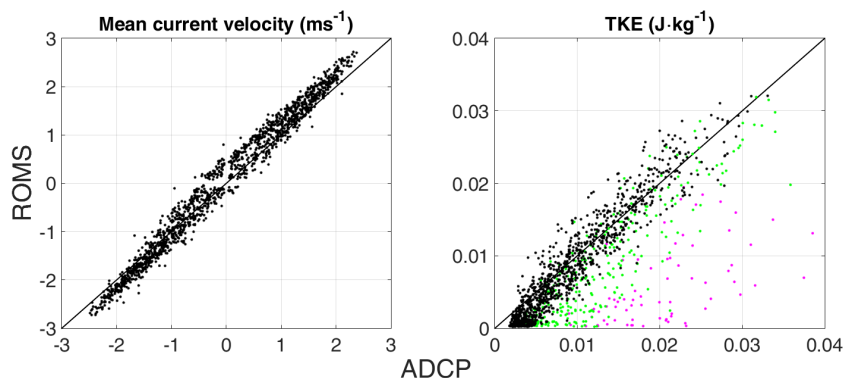 Mean current velocity (ms⁻¹)
TKE (J·kg⁻¹)
ROMS
3
2
1
0
-1
-2
-3
-3 -2 -1 0 1 2 3
0.04
0.03
0.02
0.01
0
0 0.01 0.02 0.03 0.04
ADCP